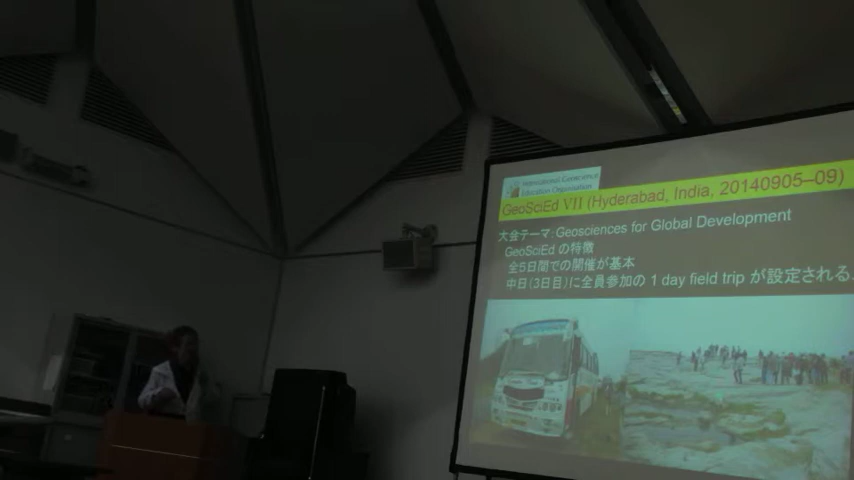 International Geoscience
Education Organisation
GeoSciEd VII (Hyderabad, India, 20140905–09)
大会テーマ：Geosciences for Global Development
GeoSciEd の特徴
全5日間での開催が基本
中日(3日目)に全員参加の 1 day field trip が設定される